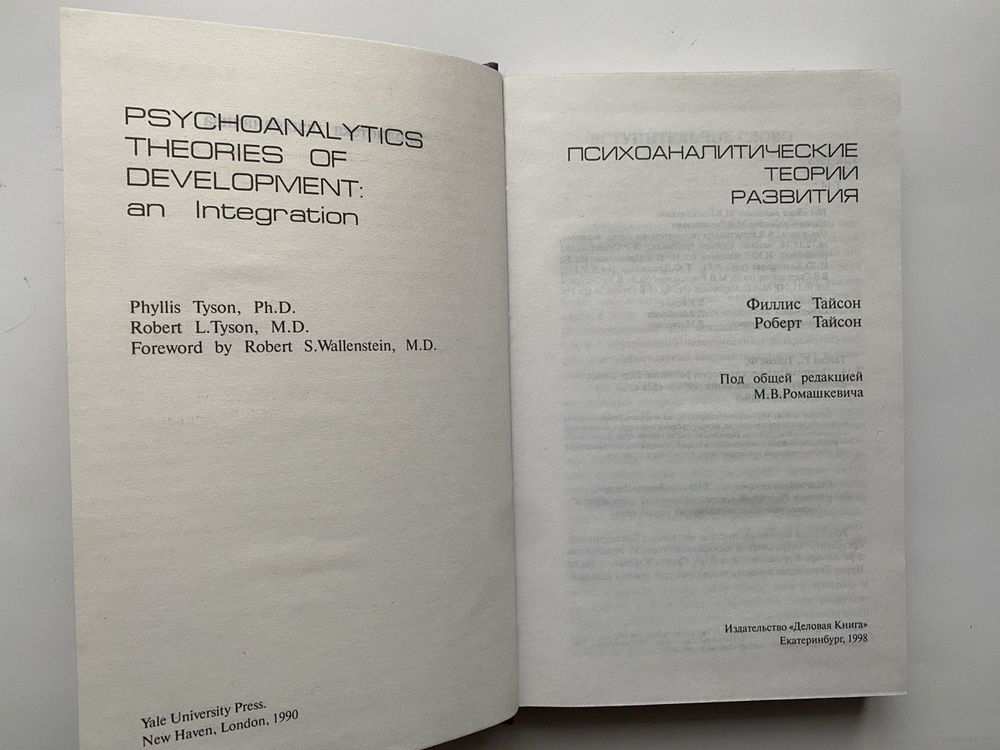 PSYCHOANALYTICS
THEORIES OF
DEVELOPMENT:
an Integration
Phyllis Tyson, Ph.D.
Robert L.Tyson, M.D.
Foreword by Robert S.Wallenstein, M.D.
Yale University Press.
New Haven, London, 1990
ПСИХОАНАЛИТИЧЕСКИЕ
ТЕОРИИ
РАЗВИТИЯ
Филлис Тайсон
Роберт Тайсон
Под общей редакцией
М.В.Ромашкевича
Издательство «Деловая Книга»
Екатеринбург, 1998